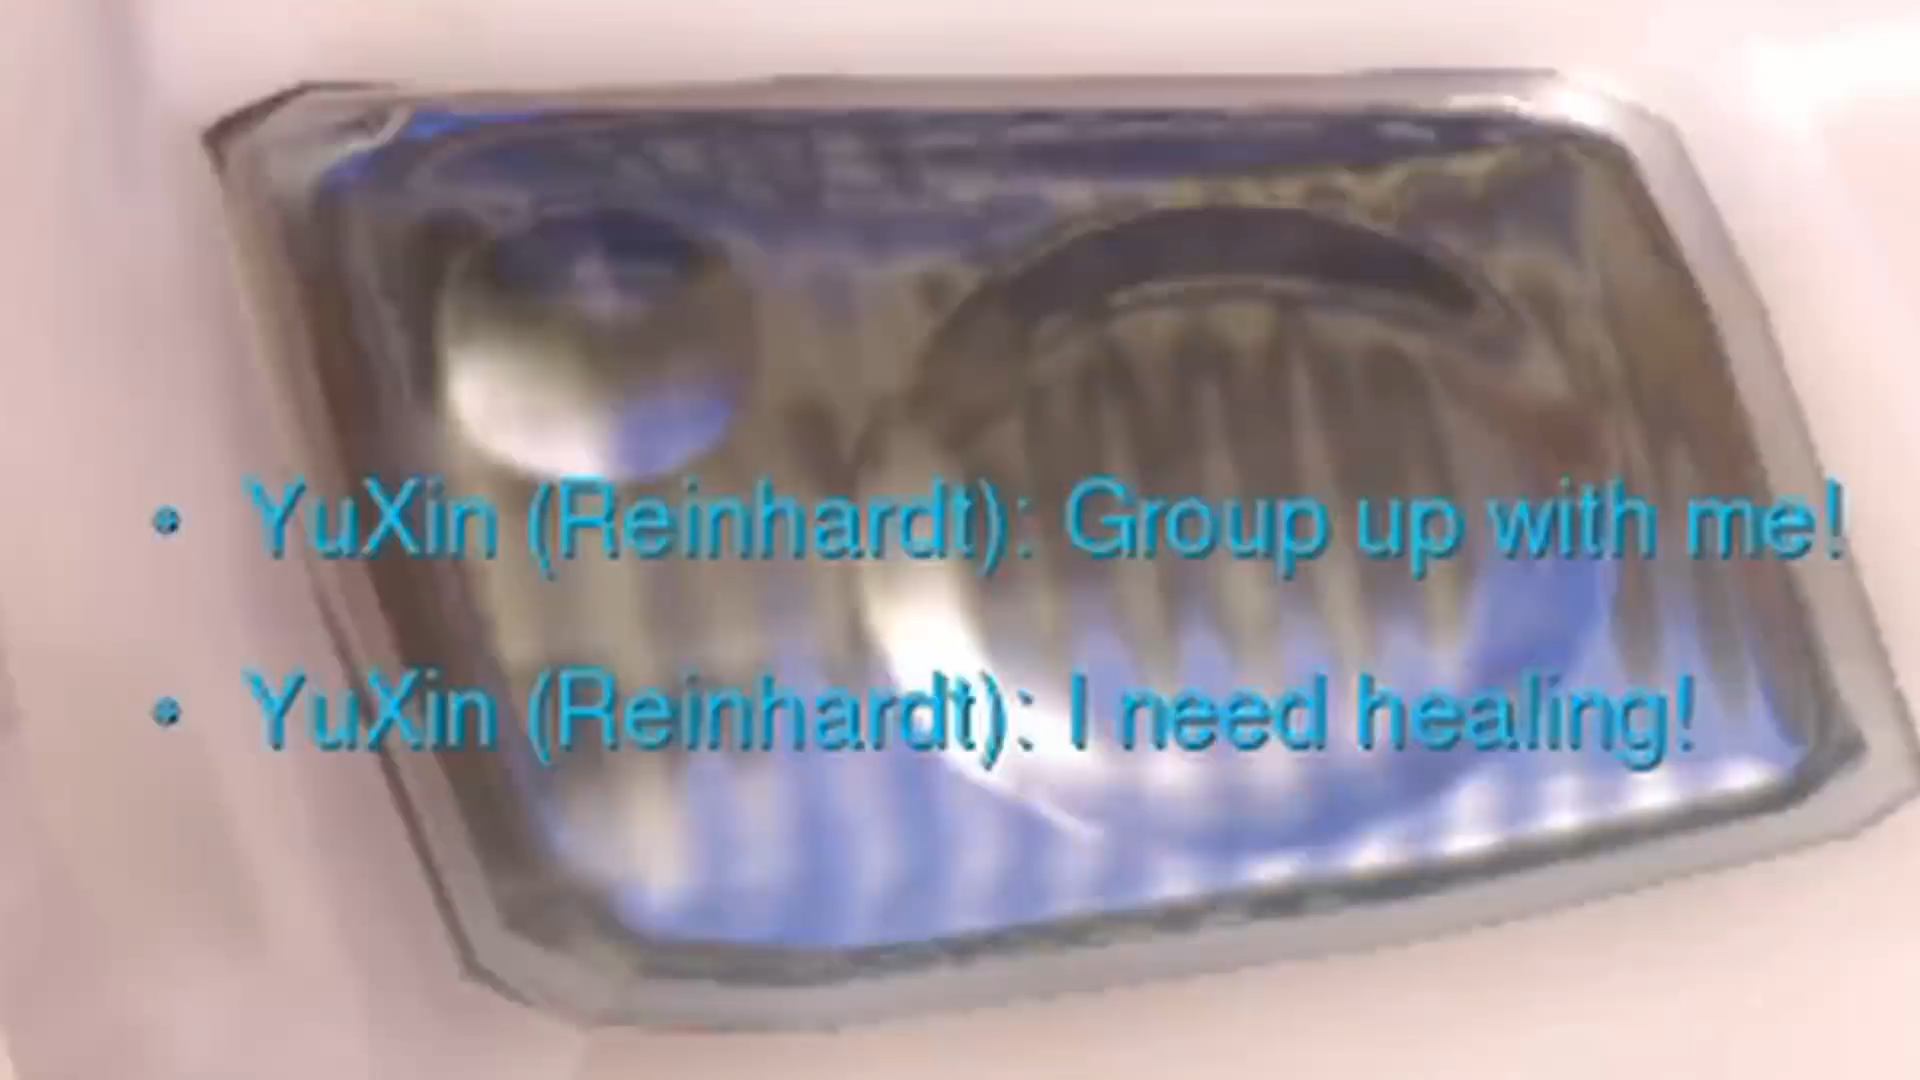 • YuXin (Reinhardt): Group up with me!
• YuXin (Reinhardt): I need healing!